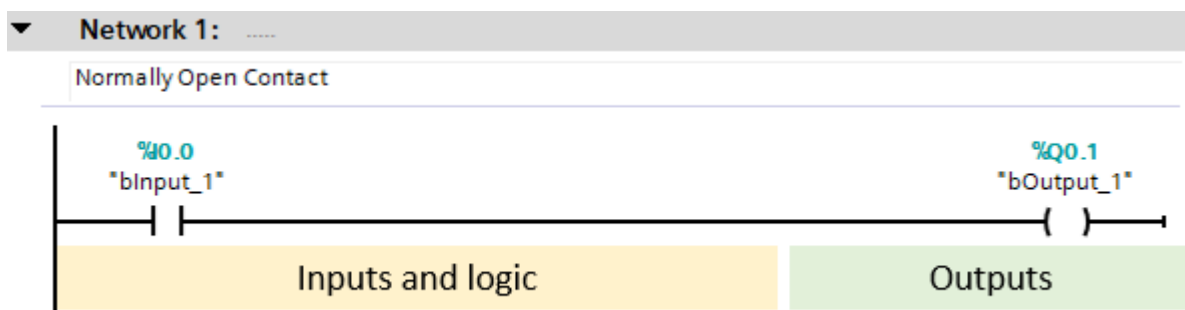 Network 1: .....
Normally Open Contact
%I0.0 %Q0.1
"bInput_1" "bOutput_1"
Inputs and logic Outputs